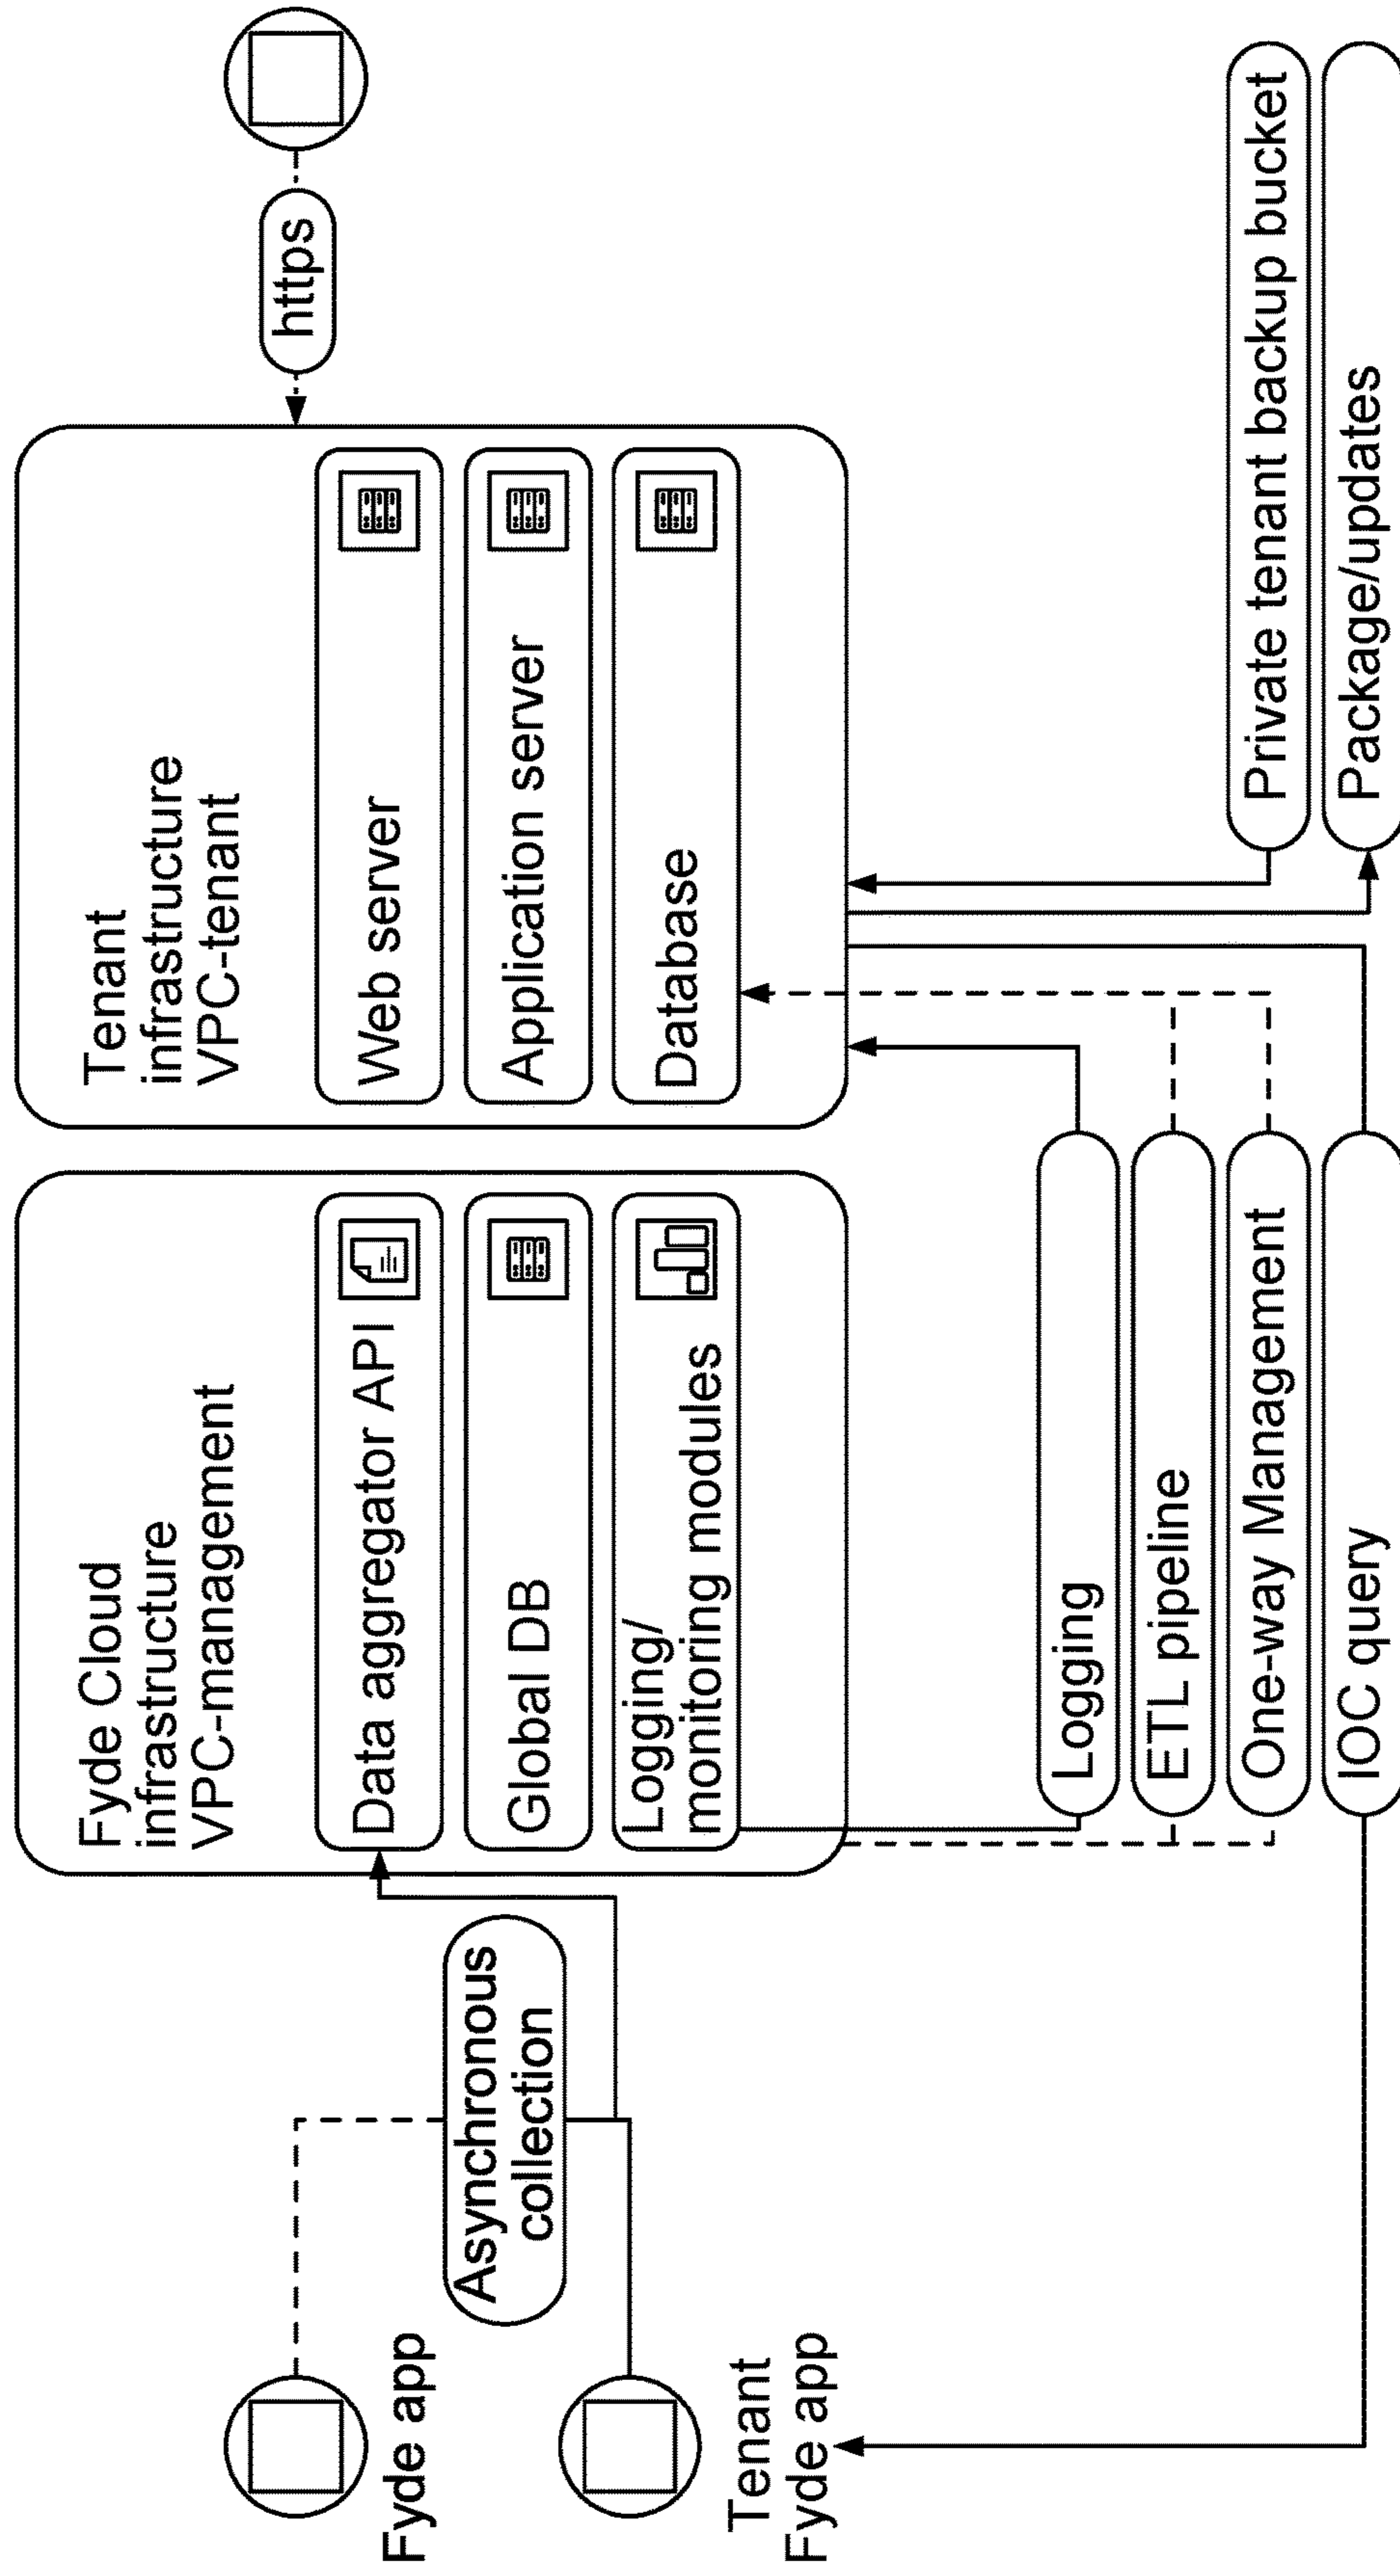 Fyde app
Tenant
Fyde app
Asynchronous
collection
Fyde Cloud
infrastructure
VPC-management
Data aggregator API
Global DB
Logging/
monitoring modules
Tenant
infrastructure
VPC-tenant
Web server
Application server
Database
https
Logging
ETL pipeline
One-way Management
IOC query
Private tenant backup bucket
Package/updates